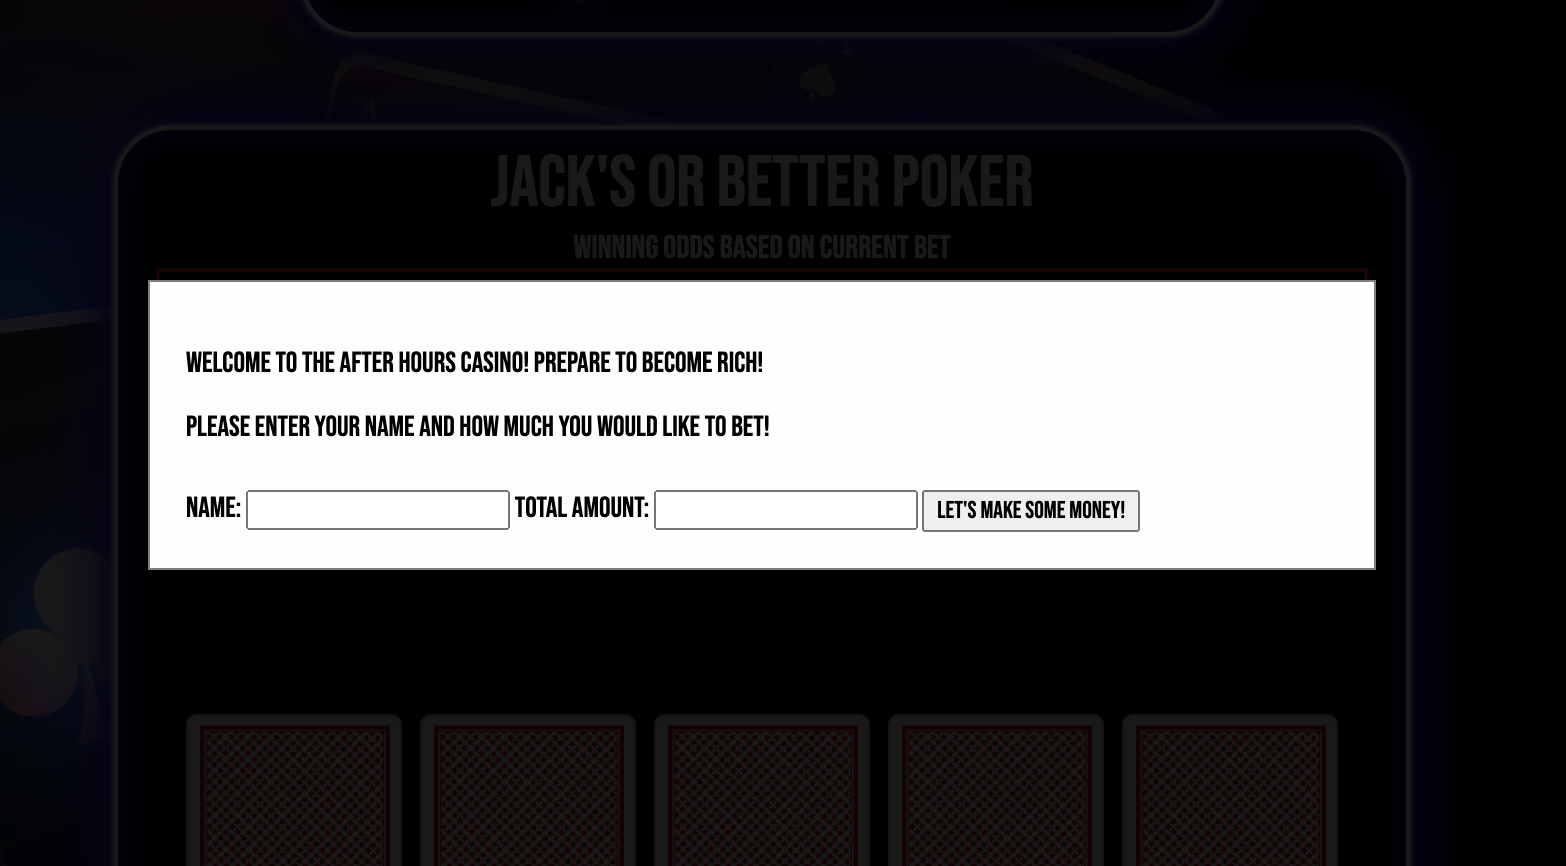 JACK'S OR BETTER POKER
WINNING ODDS BASED ON CURRENT BET
WELCOME TO THE AFTER HOURS CASINO! PREPARE TO BECOME RICH!
PLEASE ENTER YOUR NAME AND HOW MUCH YOU WOULD LIKE TO BET!
NAME: TOTAL AMOUNT: LET'S MAKE SOME MONEY!